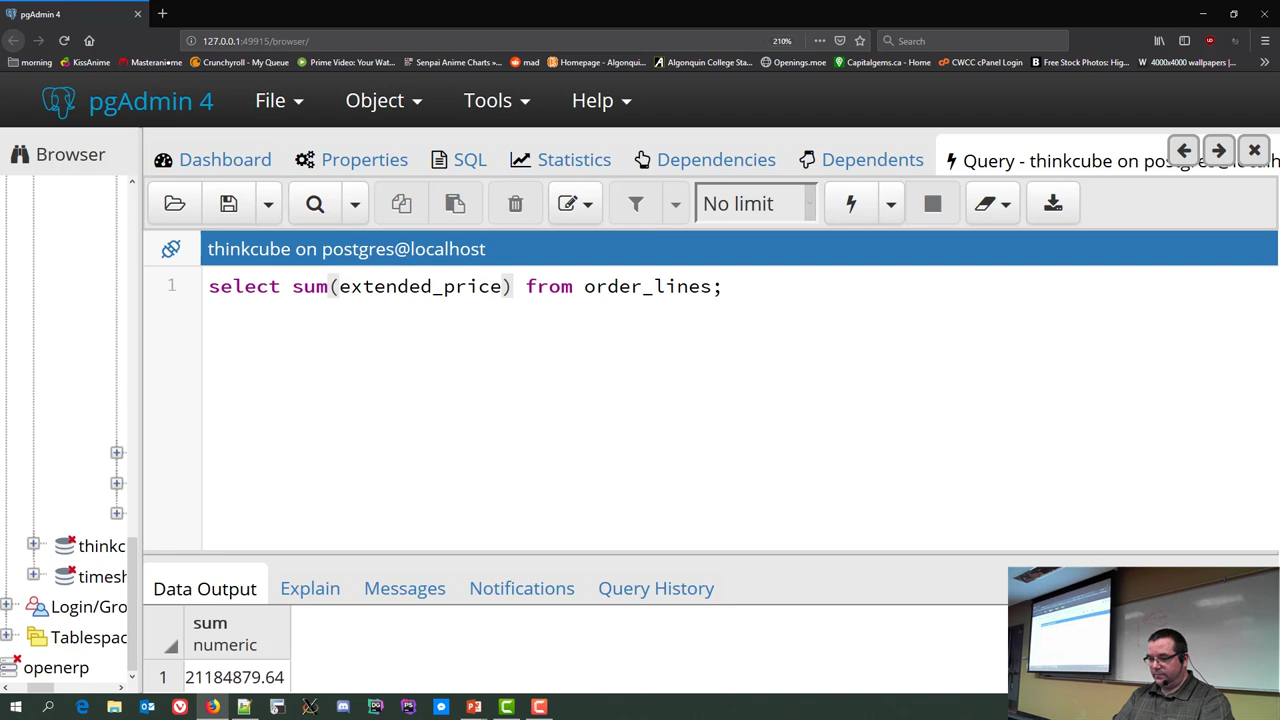 pgAdmin 4
127.0.0.1:49915/browser/
210%
Search
morning
KissAnime
Masterani●me
Crunchyroll - My Queue
Prime Video: Your Wat...
Senpai Anime Charts ›...
mad
Homepage - Algonqui...
Algonquin College Sta...
Openings.moe
Capitalgems.ca - Home
CWCC cPanel Login
Free Stock Photos: Hig...
4000x4000 wallpapers |...
pgAdmin 4
File
Object
Tools
Help
Browser
Dashboard
Properties
SQL
Statistics
Dependencies
Dependents
Query - thinkcube on
No limit
thinkcube on postgres@localhost
1
select sum(extended_price) from order_lines;
thinkc
timesh
Login/Gro
Tablespac
openerp
Data Output
Explain
Messages
Notifications
Query History
sum
numeric
1
21184879.64